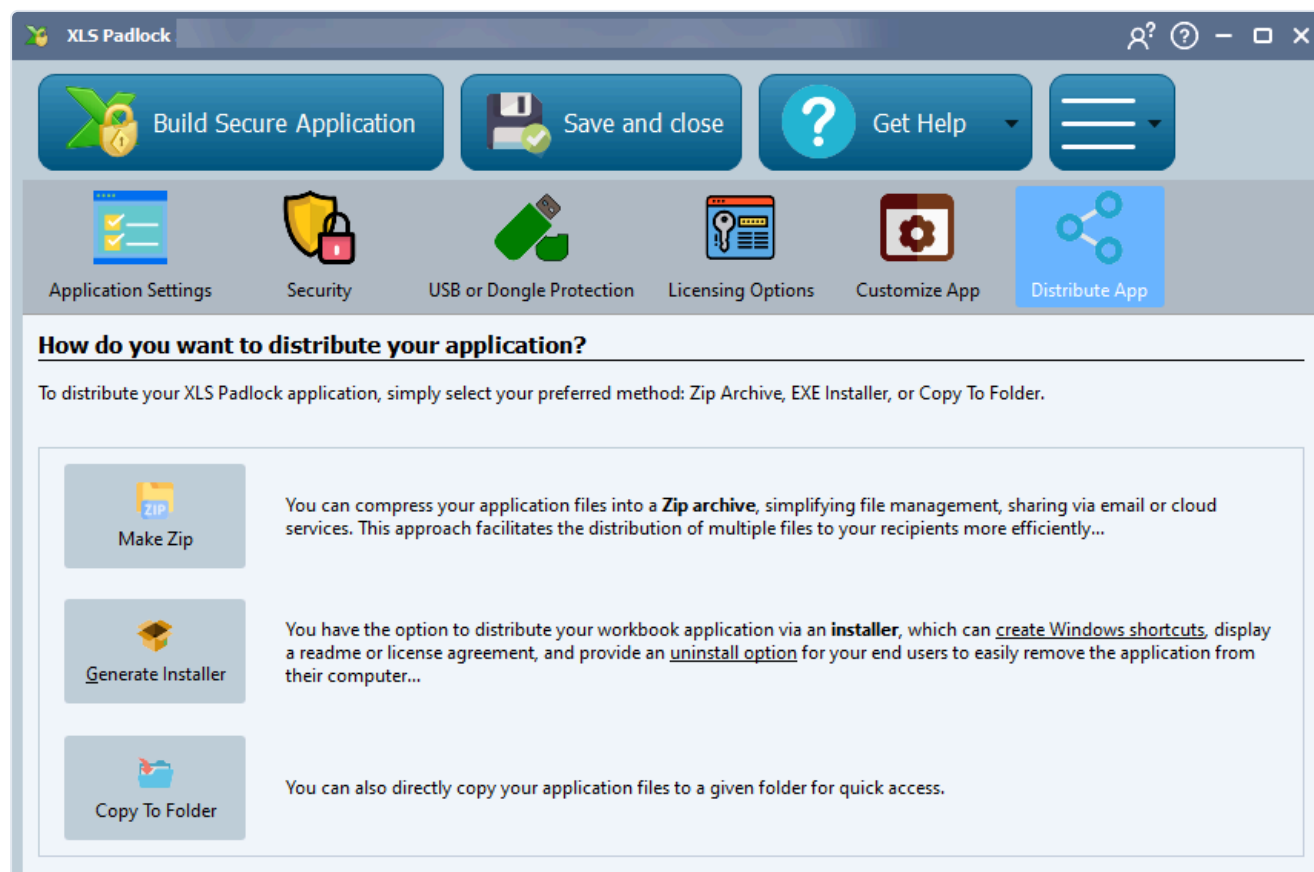 XLS Padlock
Build Secure Application
Save and close
Get Help
Application Settings
Security
USB or Dongle Protection
Licensing Options
Customize App
Distribute App
How do you want to distribute your application?
To distribute your XLS Padlock application, simply select your preferred method: Zip Archive, EXE Installer, or Copy To Folder.
ZIP
Make Zip
You can compress your application files into a Zip archive, simplifying file management, sharing via email or cloud
services. This approach facilitates the distribution of multiple files to your recipients more efficiently...
Generate Installer
You have the option to distribute your workbook application via an installer, which can create Windows shortcuts, display
a readme or license agreement, and provide an uninstall option for your end users to easily remove the application from
their computer...
Copy To Folder
You can also directly copy your application files to a given folder for quick access.